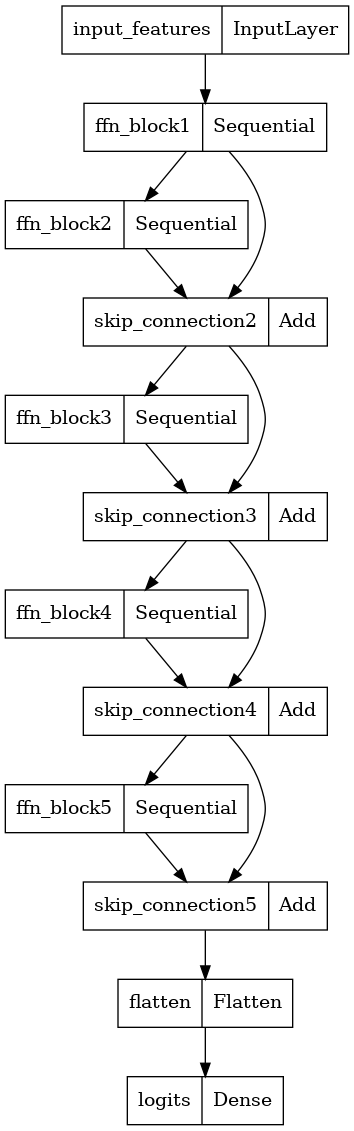 input_features InputLayer
ffn_block1 Sequential
ffn_block2 Sequential
skip_connection2 Add
ffn_block3 Sequential
skip_connection3 Add
ffn_block4 Sequential
skip_connection4 Add
ffn_block5 Sequential
skip_connection5 Add
flatten Flatten
logits Dense